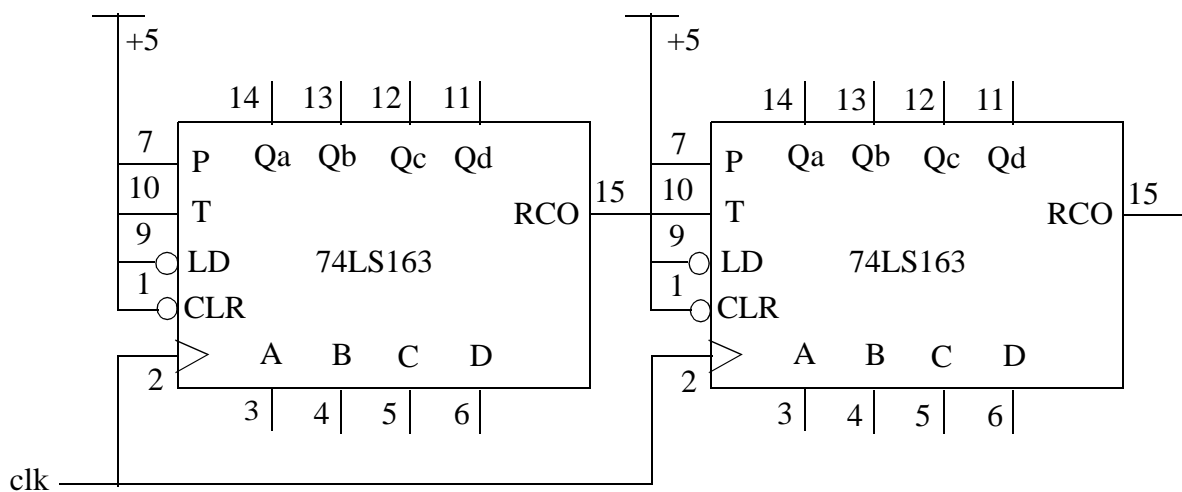 +5 +5
14 13 12 11 14 13 12 11
7 P Qa Qb Qc Qd 7 P Qa Qb Qc Qd
10 T RCO 15 10 T RCO 15
9 LD 74LS163 9 LD 74LS163
1 CLR 1 CLR
2 A B C D 2 A B C D
3 4 5 6 3 4 5 6
clk